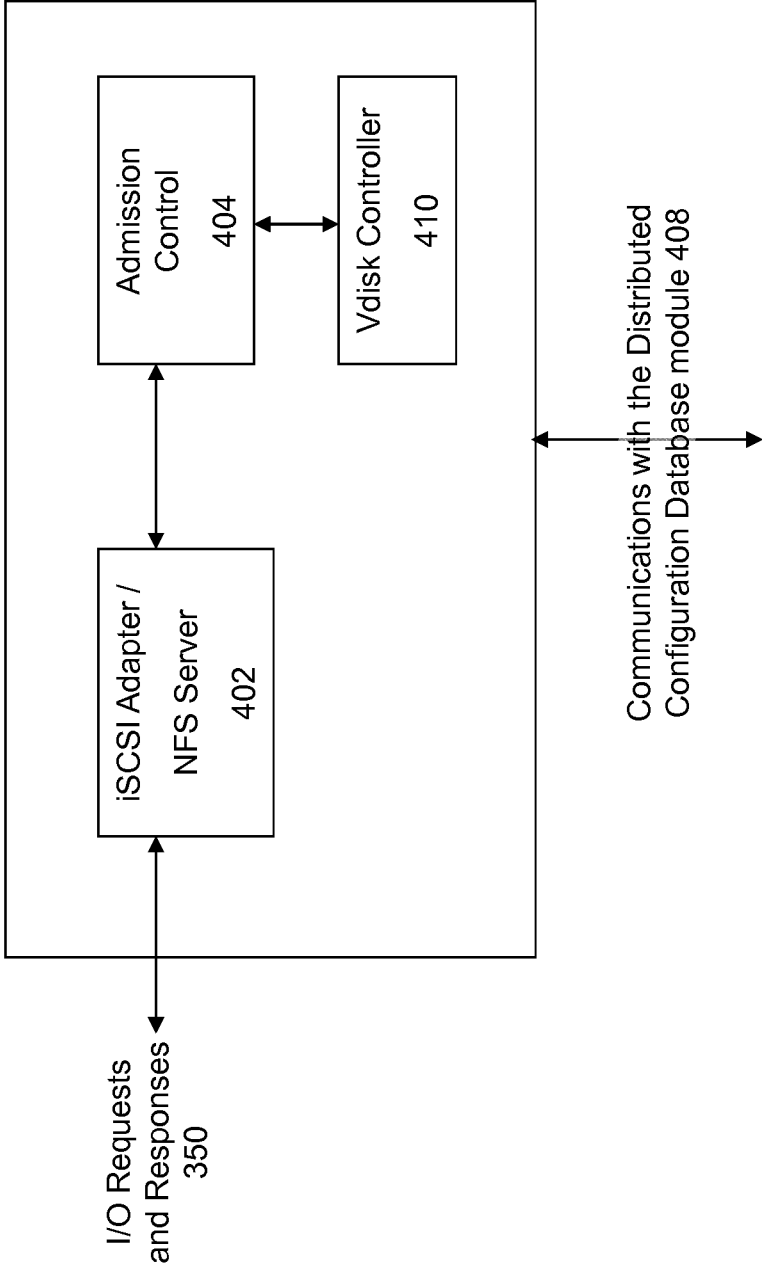 I/O Requests
and Responses
350
iSCSI Adapter /
NFS Server
402
Admission
Control
404
Vdisk Controller
410
Communications with the Distributed
Configuration Database module 408